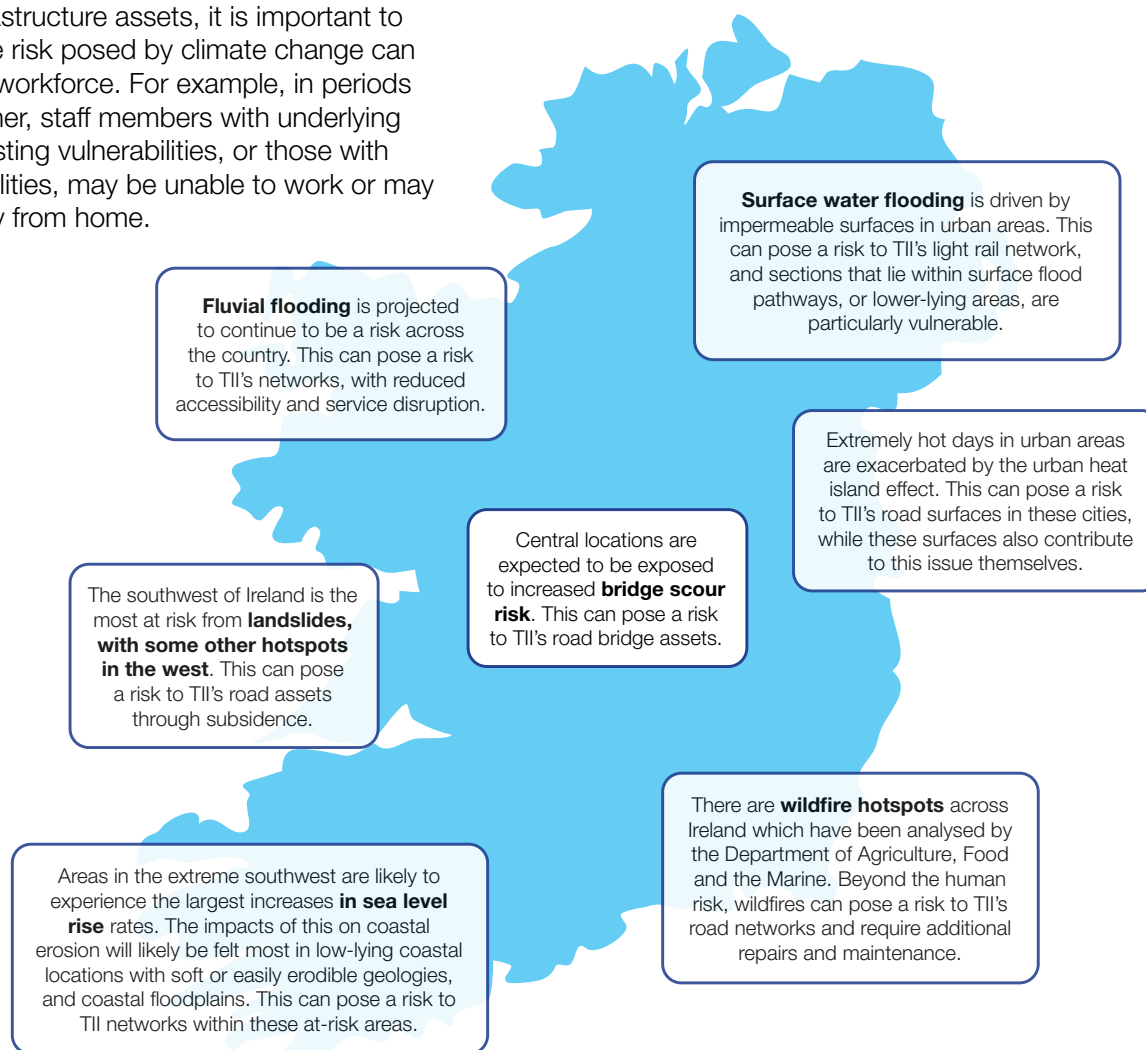 astructure assets, it is important to
e risk posed by climate change can
workforce. For example, in periods
her, staff members with underlying
sting vulnerabilities, or those with
lities, may be unable to work or may
y from home.
Surface water flooding is driven by
impermeable surfaces in urban areas. This
can pose a risk to TII's light rail network,
and sections that lie within surface flood
pathways, or lower-lying areas, are
particularly vulnerable.
Fluvial flooding is projected
to continue to be a risk across
the country. This can pose a risk
to TII's networks, with reduced
accessibility and service disruption.
Extremely hot days in urban areas
are exacerbated by the urban heat
island effect. This can pose a risk
to TII's road surfaces in these cities,
while these surfaces also contribute
to this issue themselves.
Central locations are
expected to be exposed
to increased bridge scour
risk. This can pose a risk
to TII's road bridge assets.
The southwest of Ireland is the
most at risk from landslides,
with some other hotspots
in the west. This can pose
a risk to TII's road assets
through subsidence.
There are wildfire hotspots across
Ireland which have been analysed by
the Department of Agriculture, Food
and the Marine. Beyond the human
risk, wildfires can pose a risk to TII's
road networks and require additional
repairs and maintenance.
Areas in the extreme southwest are likely to
experience the largest increases in sea level
rise rates. The impacts of this on coastal
erosion will likely be felt most in low-lying coastal
locations with soft or easily erodible geologies,
and coastal floodplains. This can pose a risk to
TII networks within these at-risk areas.